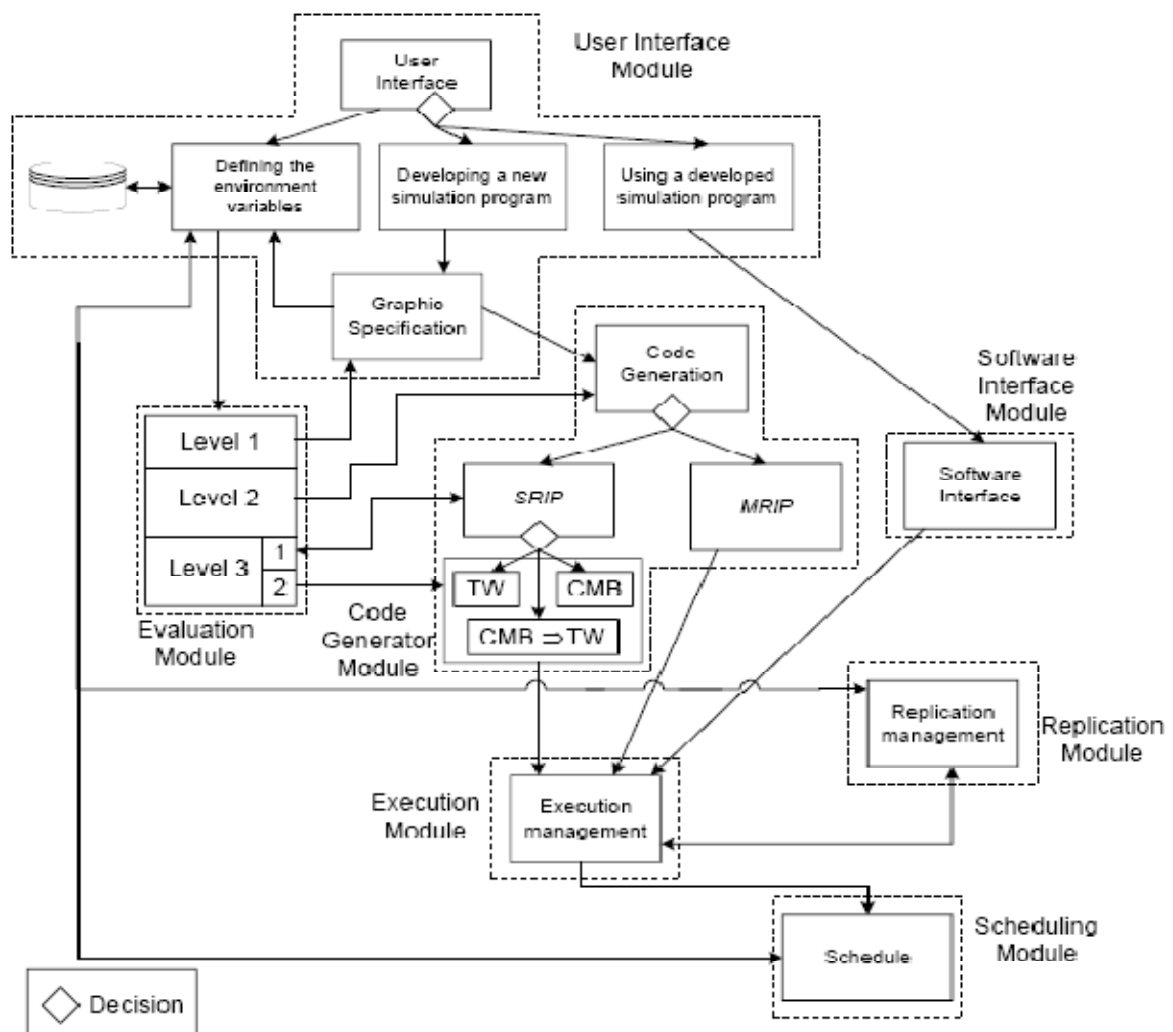 User
Interface
User Interface
Module
Defining the
environment
variables
Developing a new
simulation program
Using a developed
simulation program
Graphic
Specification
Code
Generation
Software
Interface
Module
Level 1
Level 2
Level 3
1
2
SRIP
MRIP
Software
Interface
TW
CMB
CMB ⇒ TW
Evaluation
Module
Code
Generator
Module
Replication
management
Replication
Module
Execution
Module
Execution
management
Schedule
Scheduling
Module
Decision